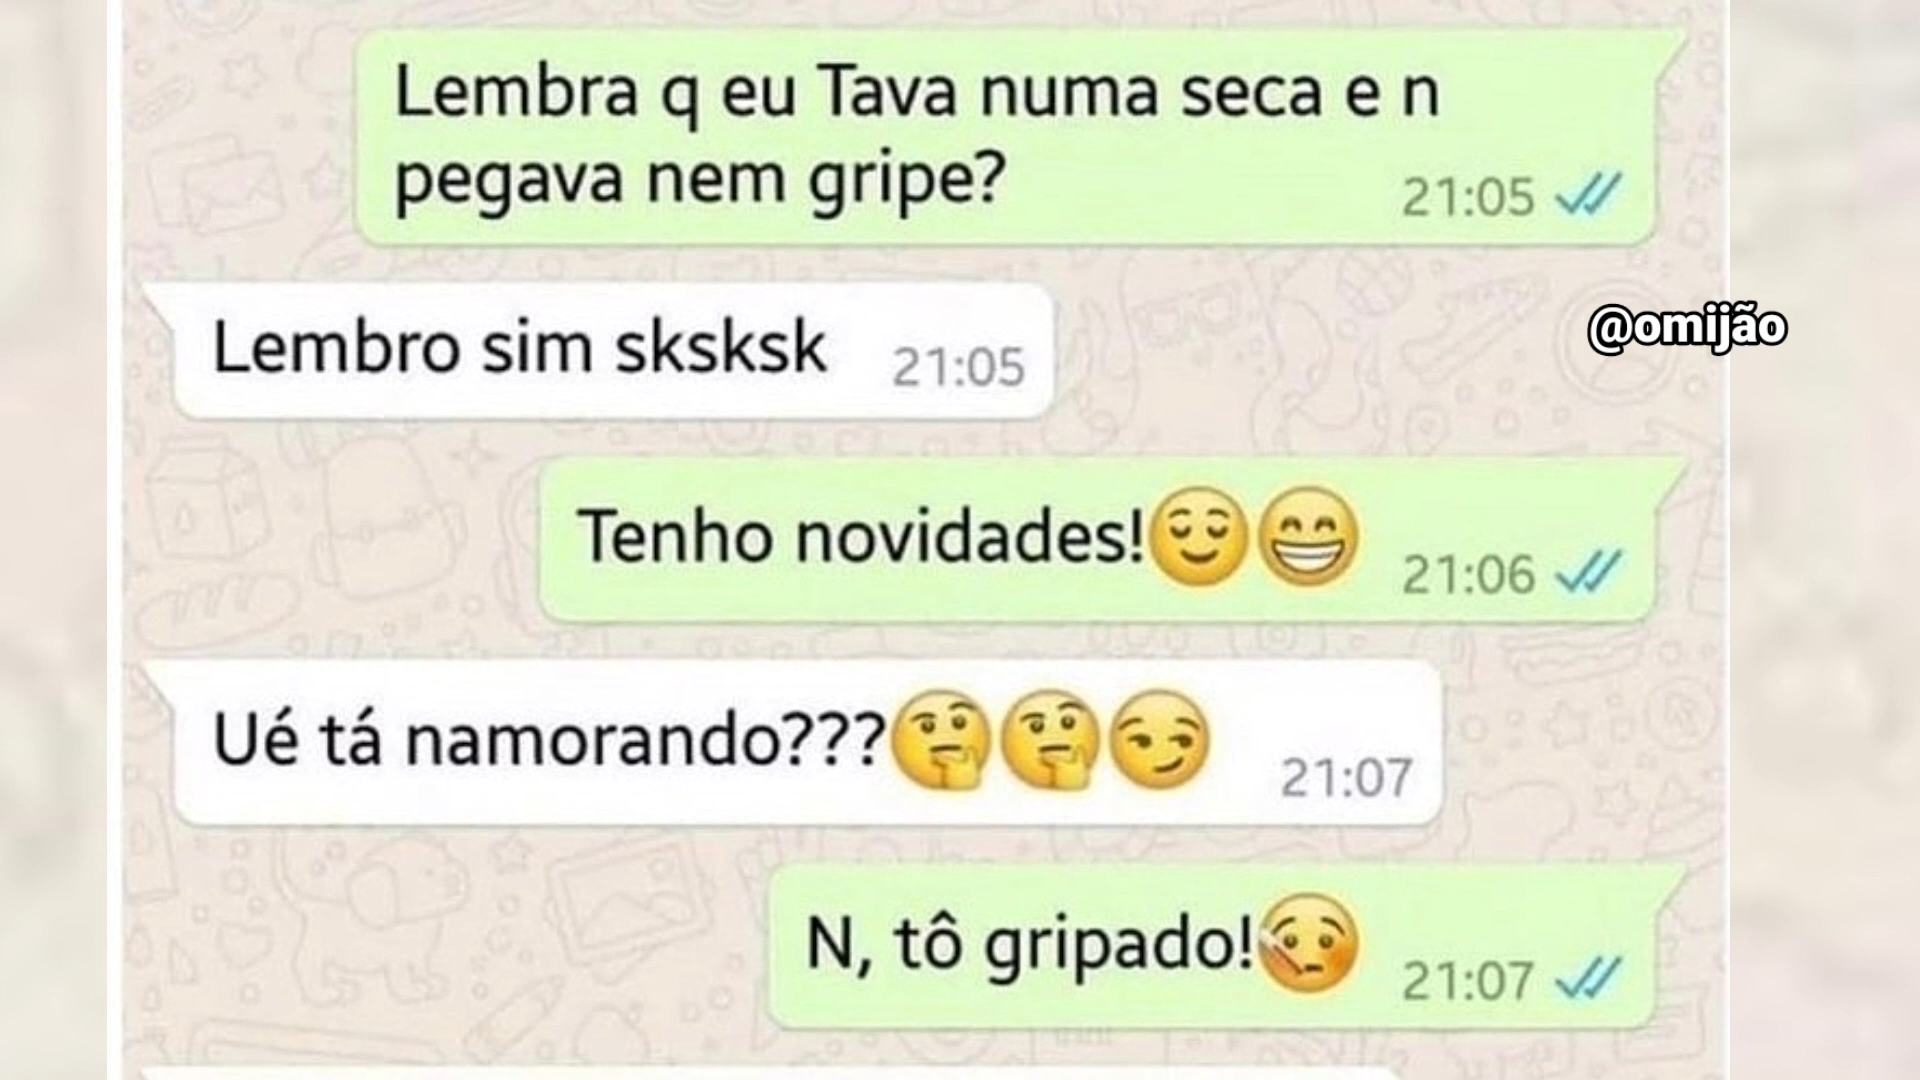 Lembra q eu Tava numa seca e n
pegava nem gripe?
21:05
Lembro sim sksksk
21:05
@omijão
Tenho novidades!😌😁
21:06
Ué tá namorando???🤔🤔😏
21:07
N, tô gripado!🤒
21:07